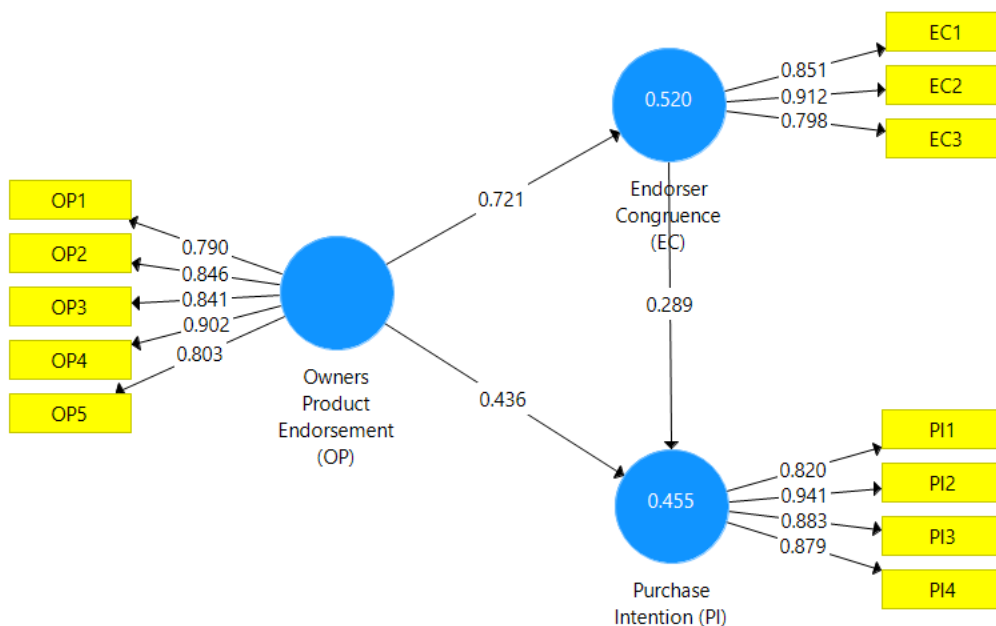 EC1
0.851
0.520
0.912
EC2
0.798
EC3
Endorser
Congruence
(EC)
0.721
OP1
0.790
OP2
0.846
OP3
0.841
OP4
0.902
OP5
0.803
0.289
Owners
Product
Endorsement
(OP)
0.436
PI1
0.820
PI2
0.941
0.455
0.883
PI3
0.879
PI4
Purchase
Intention (PI)